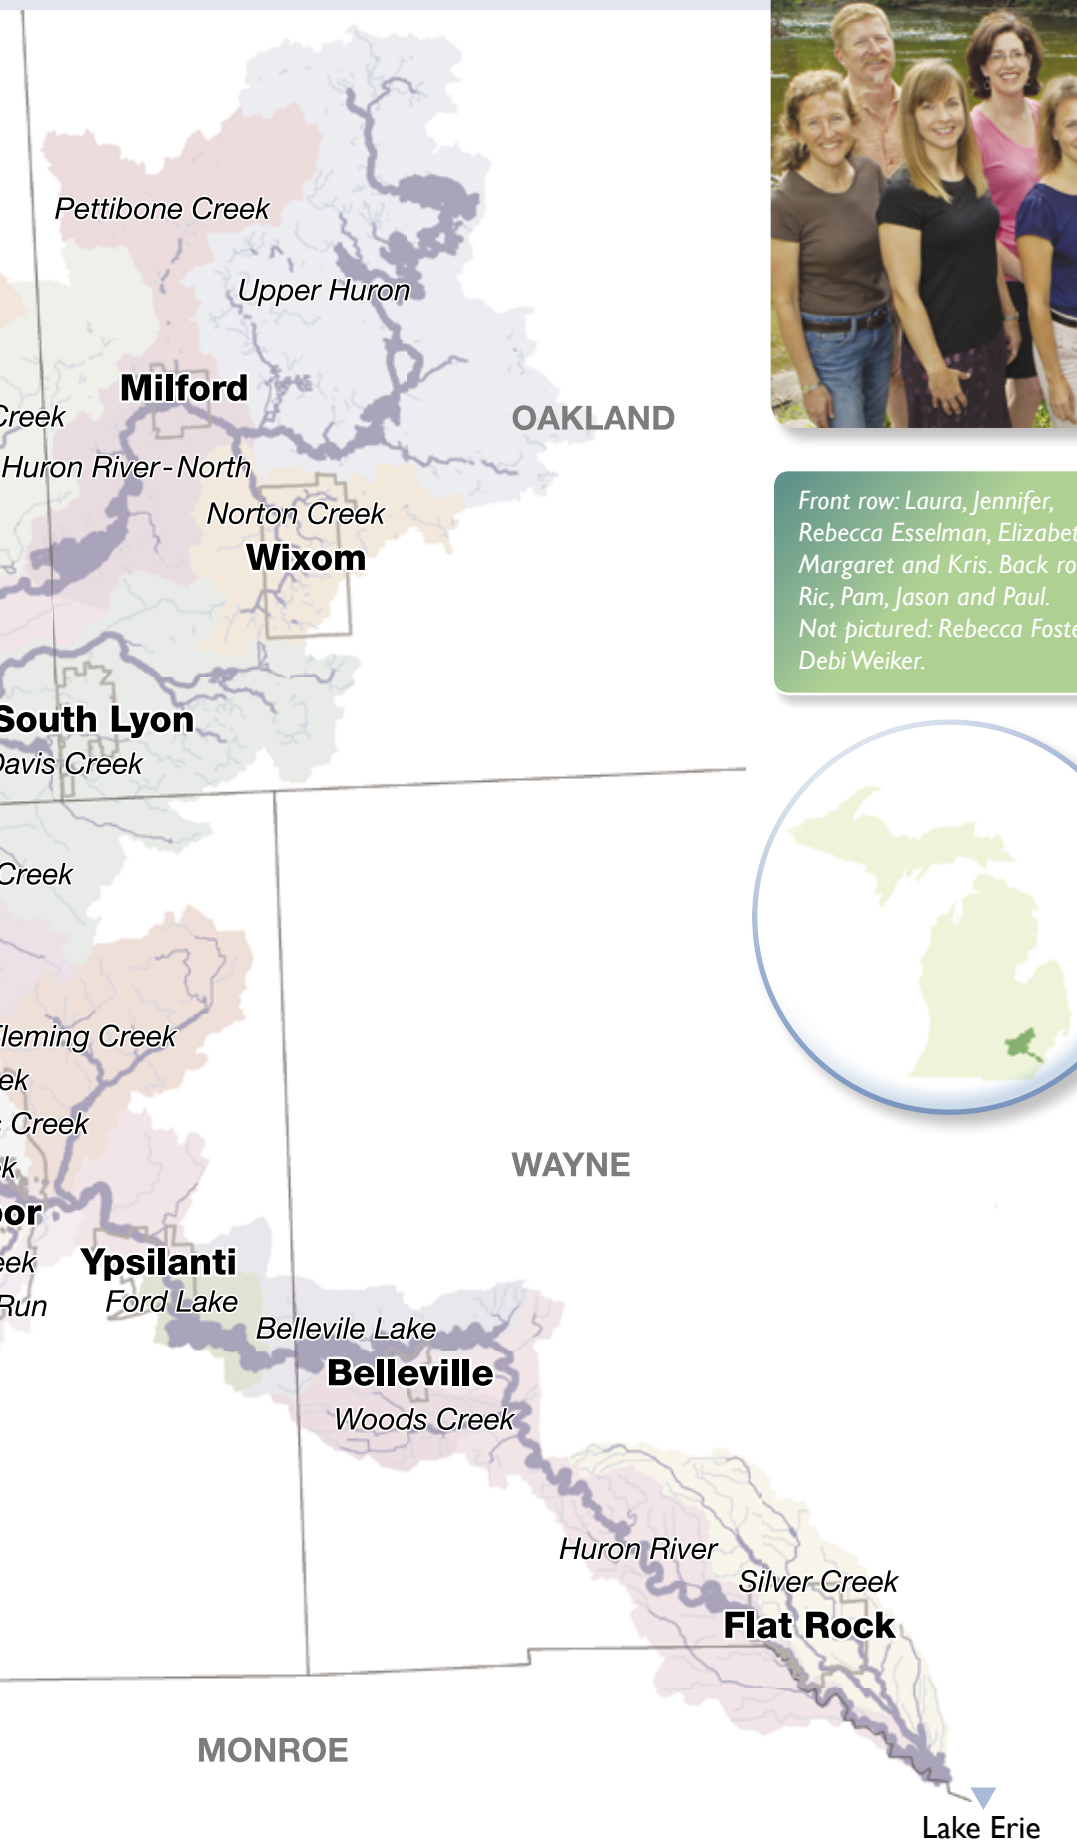 Pettibone Creek
Upper Huron
Milford
Creek
OAKLAND
Huron River-North
Norton Creek
Wixom
South Lyon
Davis Creek
Creek
Fleming Creek
Creek
WAYNE
Ypsilanti
Ford Lake
Run
Bellevile Lake
Belleville
Woods Creek
Huron River
Silver Creek
Flat Rock
MONROE
Lake Erie
Front row: Laura, Jennifer,
Rebecca Esselman, Elizabet
Margaret and Kris. Back ro
Ric, Pam, Jason and Paul.
Not pictured: Rebecca Foste
Debi Weiker.